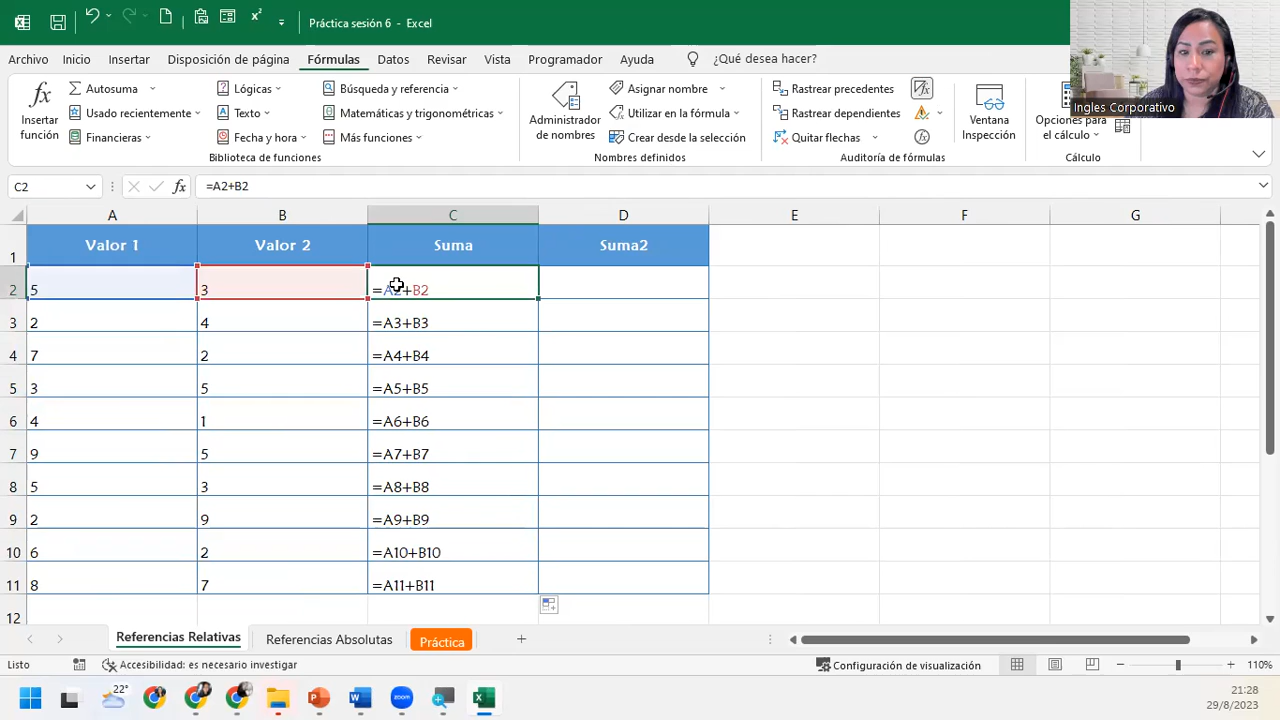 Práctica sesión 6 - Excel
Archivo Inicio Insertar Disposición de página Fórmulas Datos Revisar Vista Programador Ayuda ¿Qué desea hacer?
fx Insertar función
Autosuma
Usado recientemente
Financieras
Lógicas
Texto
Fecha y hora
Búsqueda y referencia
Matemáticas y trigonométricas
Más funciones
Biblioteca de funciones
Administrador de nombres
Asignar nombre
Utilizar en la fórmula
Crear desde la selección
Nombres definidos
Rastrear precedentes
Rastrear dependientes
Quitar flechas
Auditoría de fórmulas
Ventana Inspección
Opciones para el cálculo
Cálculo
Ingles Corporativo
C2 fx =A2+B2
A B C D E F G
1 Valor 1 Valor 2 Suma Suma2
2 5 3 =A2+B2
3 2 4 =A3+B3
4 7 2 =A4+B4
5 3 5 =A5+B5
6 4 1 =A6+B6
7 9 5 =A7+B7
8 5 3 =A8+B8
9 2 9 =A9+B9
10 6 2 =A10+B10
11 8 7 =A11+B11
12
Referencias Relativas Referencias Absolutas Práctica
Listo Accesibilidad: es necesario investigar Configuración de visualización 110%
22° zoom
21:28
29/8/2023